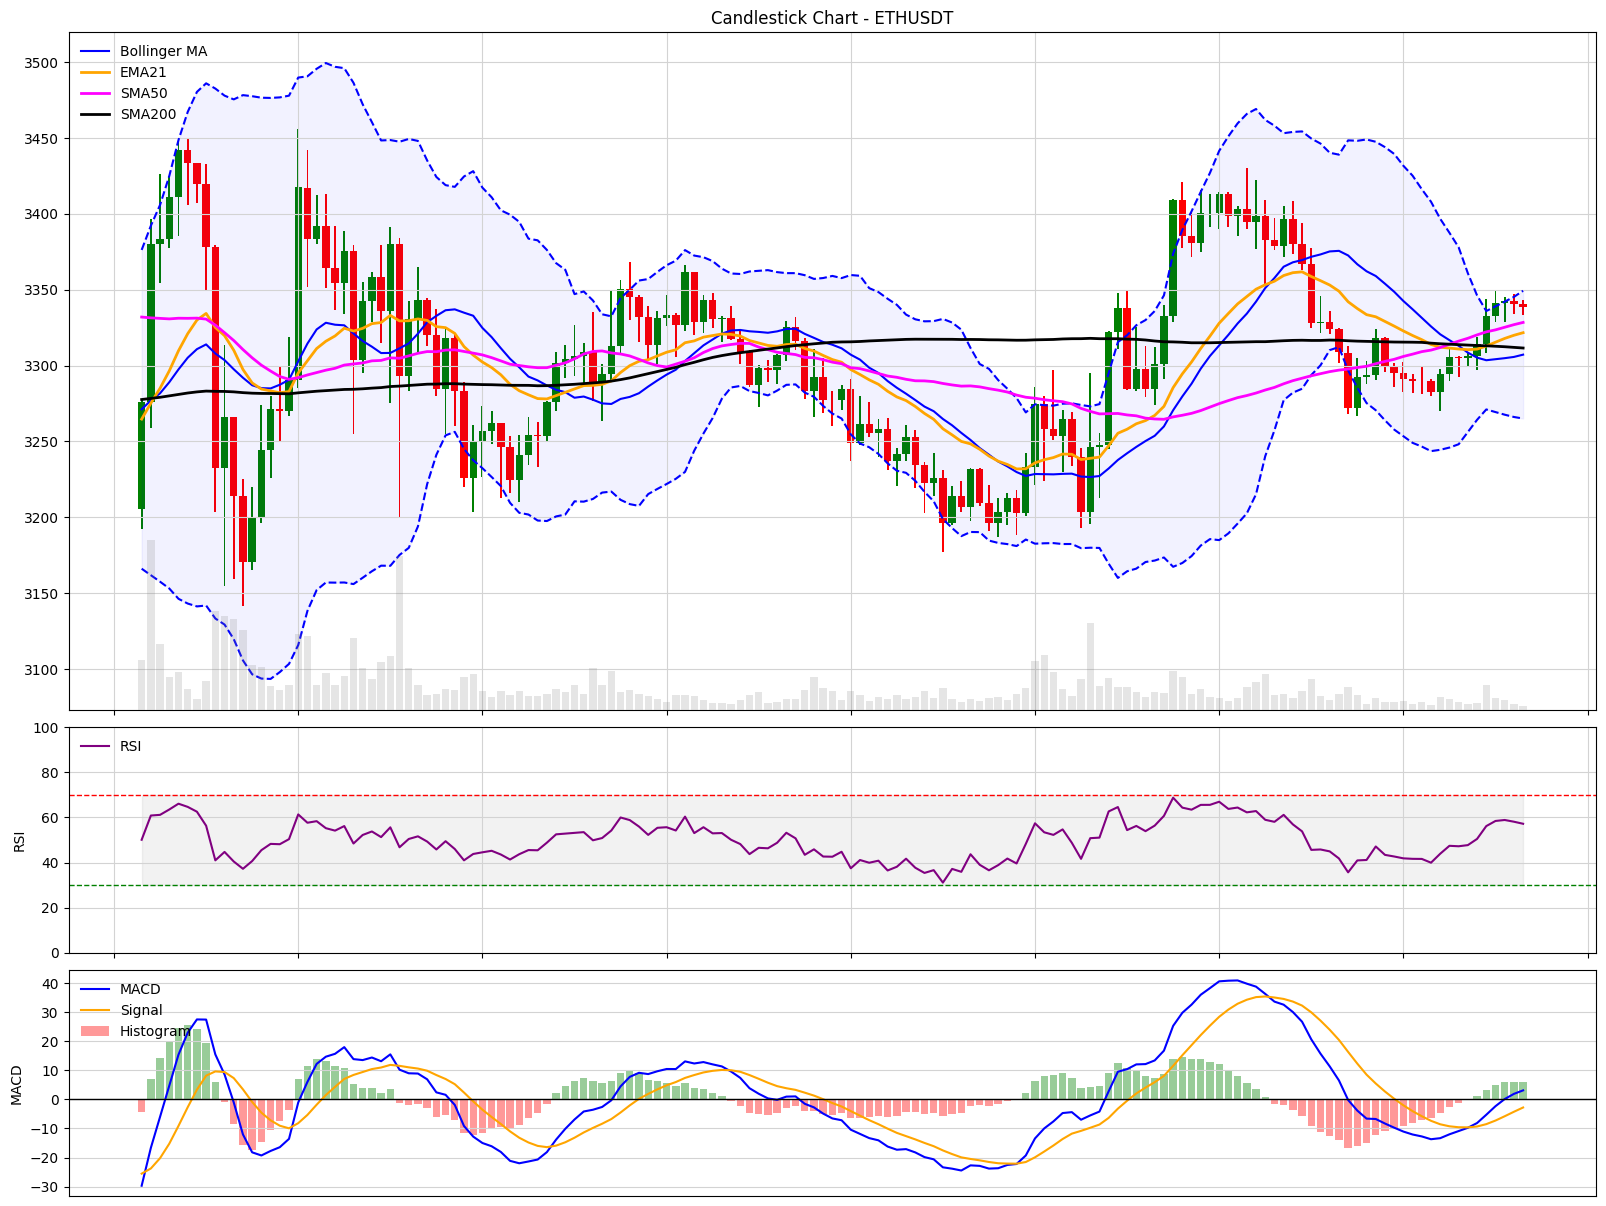 Candlestick Chart - ETHUSDT
Bollinger MA
EMA21
SMA50
SMA200
3500
3450
3400
3350
3300
3250
3200
3150
3100
RSI
100
80
60
40
20
0
RSI
MACD
Signal
Histogram
40
30
20
10
0
−10
−20
−30
MACD